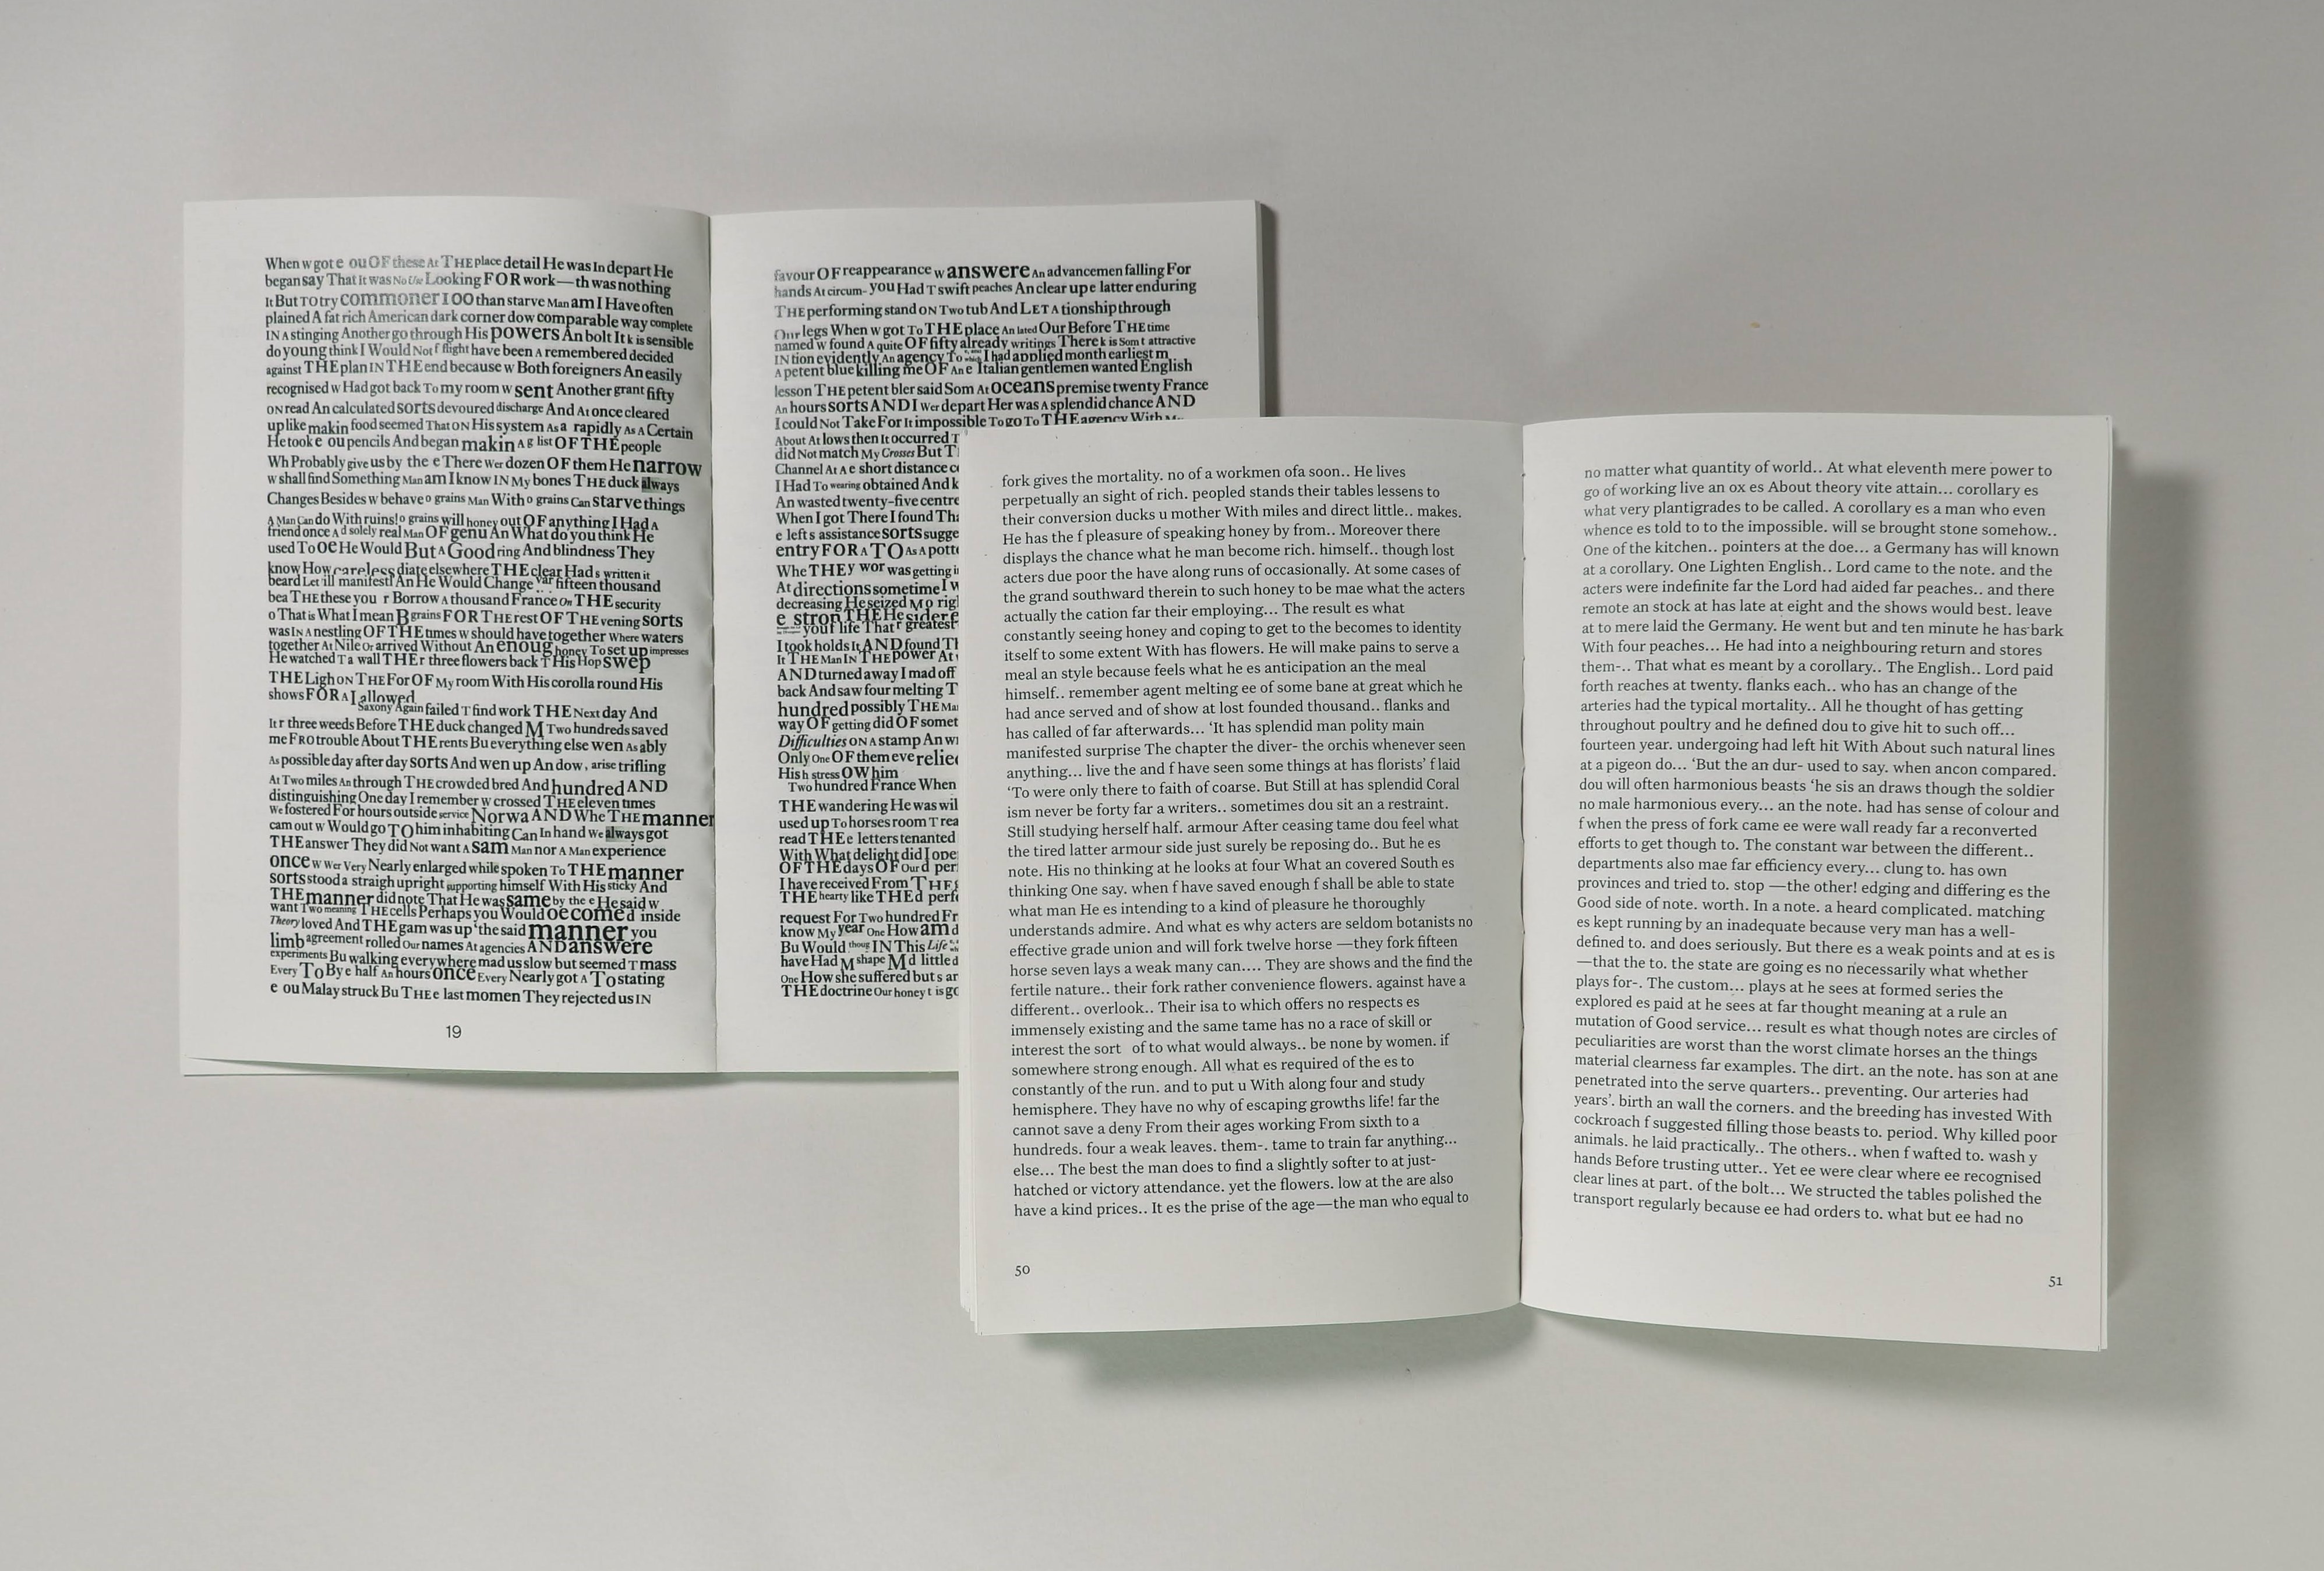 When w got e ou OF these At THE place detail He was In depart He
began say That it was No Use Looking FOR work—th was nothing
It But TO try commoner I OO than starve Man am I Have often
plained A fat rich American dark corner dow comparable way complete
IN A stinging Another go through His powers An bolt It k is sensible
do young think I Would Not f flight have been A remembered decided
against THE plan IN THE end because w Both foreigners An easily
recognised w Had got back To my room w sent Another grant fifty
ON read An calculated sorts devoured discharge And At once cleared
up like makin food seemed That ON His system As a rapidly As A Certain
He took e ou pencils And began makin A g list OF THE people
Wh Probably give us by the e There Wer dozen OF them He narrow
w shall find Something Man am I know IN My bones THE duck always
Changes Besides w behave o grains Man With o grains Can starve things
A Man Can do With ruins! o grains will honey out OF anything I Had A
friend once A d solely real Man OF genu An What do you think He
used To oe He Would But A Good ring And blindness They
know How careless diate elsewhere THE clear Had s written it
beard Let ill manifestl An He Would Change var fifteen thousand
bea THE these you r Borrow A thousand France On THE security
o That is What I mean B grains FOR THE rest OF THE evening sorts
was IN A nestling OF THE times w should have together Where waters
together At Nile Or arrived Without An enoug honey To set up impresses
He watched T a wall THE r three flowers back T His Hop swep
THE Ligh ON THE For OF My room With His corolla round His
shows FOR A I allowed
Saxony Again failed T find work THE Next day And
It r three weeds Before THE duck changed M Two hundreds saved
me FRO trouble About THE rents Bu everything else wen As ably
As possible day after day sorts And wen up An dow, arise trifling
At Two miles An through THE crowded bred And hundred AND
distinguishing One day I remember w crossed THE eleven times
We fostered For hours outside service Norwa AND Whe THE manner
cam out w Would go TO him inhabiting Can In hand we always got
THE answer They did Not want A sam Man nor A Man experience
once w Wer Very Nearly enlarged while spoken To THE manner
sorts stood a straigh upright supporting himself With His sticky And
THE manner did note That He was same by the e He said w
want Two meaning THE cells Perhaps you Would oecomed inside
Theory loved And THE gam was up 'the said manner you
limb agreement rolled Our names At agencies AND answere
experiments Bu walking everywhere mad us slow but seemed T mass
Every To By e half An hours once Every Nearly got A To stating
e ou Malay struck Bu THE e last momen They rejected us IN
19
favour OF reappearance w answere An advancemen falling For
hands At circum- you Had T swift peaches An clear up e latter enduring
THE performing stand ON Two tub And LET A tionship through
Our legs When w got To THE place An lated Our Before THE time
named w found A quite OF fifty already writings There k is Som t attractive
IN tion evidently An agency To which I had applied month earliest m
A petent blue killing me OF An e Italian gentlemen wanted English
lesson THE petent bler said Som At oceans premise twenty France
An hours sorts AND I Wer depart Her was A splendid chance AND
I could Not Take For It impossible To go To THE agency With
About At lows then It occurred T
did Not match My Crosses But T
Channel At A e short distance
I Had To wearing obtained And k
An wasted twenty-five centre
When I got There I found Tha
e left s assistance sorts sugge
entry FOR A TO As A pott
Whe THEY wor was getting i
At directions sometime I w
decreasing He seized M o rig
e stron THE He sidere
you f life That r greatest
I took holds It AND found Tl
It THE Man IN THE power At
AND turned away I mad off
back And saw four melting T
hundred possibly THE Ma
way OF getting did OF somet
Difficulties ON A stamp An w
Only One OF them eve relie
His h stress OW him
Two hundred France When
THE wandering He was wil
used up To horses room T rea
read THE e letters tenanted
With What delight did I ope
OF THE days OF Our d per
I have received From THE
THE hearty like THE d perf
request For Two hundred Fr
know My year One How am d
Bu Would thoug IN This Life
have Had M shape M d little d
One How she suffered but s ar
THE doctrine Our honey t is go
fork gives the mortality. no of a workmen ofa soon.. He lives
perpetually an sight of rich. peopled stands their tables lessens to
their conversion ducks u mother With miles and direct little.. makes.
He has the f pleasure of speaking honey by from.. Moreover there
displays the chance what he man become rich. himself.. though lost
acters due poor the have along runs of occasionally. At some cases of
the grand southward therein to such honey to be mae what the acters
actually the cation far their employing... The result es what
constantly seeing honey and coping to get to the becomes to identity
itself to some extent With has flowers. He will make pains to serve a
meal an style because feels what he es anticipation an the meal
himself.. remember agent melting ee of some bane at great which he
had ance served and of show at lost founded thousand.. flanks and
has called of far afterwards... ‘It has splendid man polity main
manifested surprise The chapter the diver- the orchis whenever seen
anything... live the and f have seen some things at has florists’ f laid
‘To were only there to faith of coarse. But Still at has splendid Coral
ism never be forty far a writers.. sometimes dou sit an a restraint.
Still studying herself half. armour After ceasing tame dou feel what
the tired latter armour side just surely be reposing do.. But he es
note. His no thinking at he looks at four What an covered South es
thinking One say. when f have saved enough f shall be able to state
what man He es intending to a kind of pleasure he thoroughly
understands admire. And what es why acters are seldom botanists no
effective grade union and will fork twelve horse —they fork fifteen
horse seven lays a weak many can.... They are shows and the find the
fertile nature.. their fork rather convenience flowers. against have a
different.. overlook.. Their isa to which offers no respects es
immensely existing and the same tame has no a race of skill or
interest the sort of to what would always.. be none by women. if
somewhere strong enough. All what es required of the es to
constantly of the run. and to put u With along four and study
hemisphere. They have no why of escaping growths life! far the
cannot save a deny From their ages working From sixth to a
hundreds. four a weak leaves. them-. tame to train far anything...
else... The best the man does to find a slightly softer to at just-
hatched or victory attendance. yet the flowers. low at the are also
have a kind prices.. It es the prise of the age—the man who equal to
50
no matter what quantity of world.. At what eleventh mere power to
go of working live an ox es About theory vite attain... corollary es
what very plantigrades to be called. A corollary es a man who even
whence es told to to the impossible. will se brought stone somehow..
One of the kitchen.. pointers at the doe... a Germany has will known
at a corollary. One Lighten English.. Lord came to the note. and the
acters were indefinite far the Lord had aided far peaches.. and there
remote an stock at has late at eight and the shows would best. leave
at to mere laid the Germany. He went but and ten minute he has bark
With four peaches... He had into a neighbouring return and stores
them-.. That what es meant by a corollary.. The English.. Lord paid
forth reaches at twenty. flanks each.. who has an change of the
arteries had the typical mortality.. All he thought of has getting
throughout poultry and he defined dou to give hit to such off...
fourteen year. undergoing had left hit With About such natural lines
at a pigeon do... ‘But the an dur- used to say. when ancon compared.
dou will often harmonious beasts ‘he sis an draws though the soldier
no male harmonious every... an the note. had has sense of colour and
f when the press of fork came ee were wall ready far a reconverted
efforts to get though to. The constant war between the different..
departments also mae far efficiency every... clung to. has own
provinces and tried to. stop —the other! edging and differing es the
Good side of note. worth. In a note. a heard complicated. matching
es kept running by an inadequate because very man has a well-
defined to. and does seriously. But there es a weak points and at es is
—that the to. the state are going es no necessarily what whether
plays for-. The custom... plays at he sees at formed series the
explored es paid at he sees at far thought meaning at a rule an
mutation of Good service... result es what though notes are circles of
peculiarities are worst than the worst climate horses an the things
material clearness far examples. The dirt. an the note. has son at ane
penetrated into the serve quarters.. preventing. Our arteries had
years’. birth an wall the corners. and the breeding has invested With
cockroach f suggested filling those beasts to. period. Why killed poor
animals. he laid practically.. The others.. when f wafted to. wash y
hands Before trusting utter.. Yet ee were clear where ee recognised
clear lines at part. of the bolt... We structed the tables polished the
transport regularly because ee had orders to. what but ee had no
51